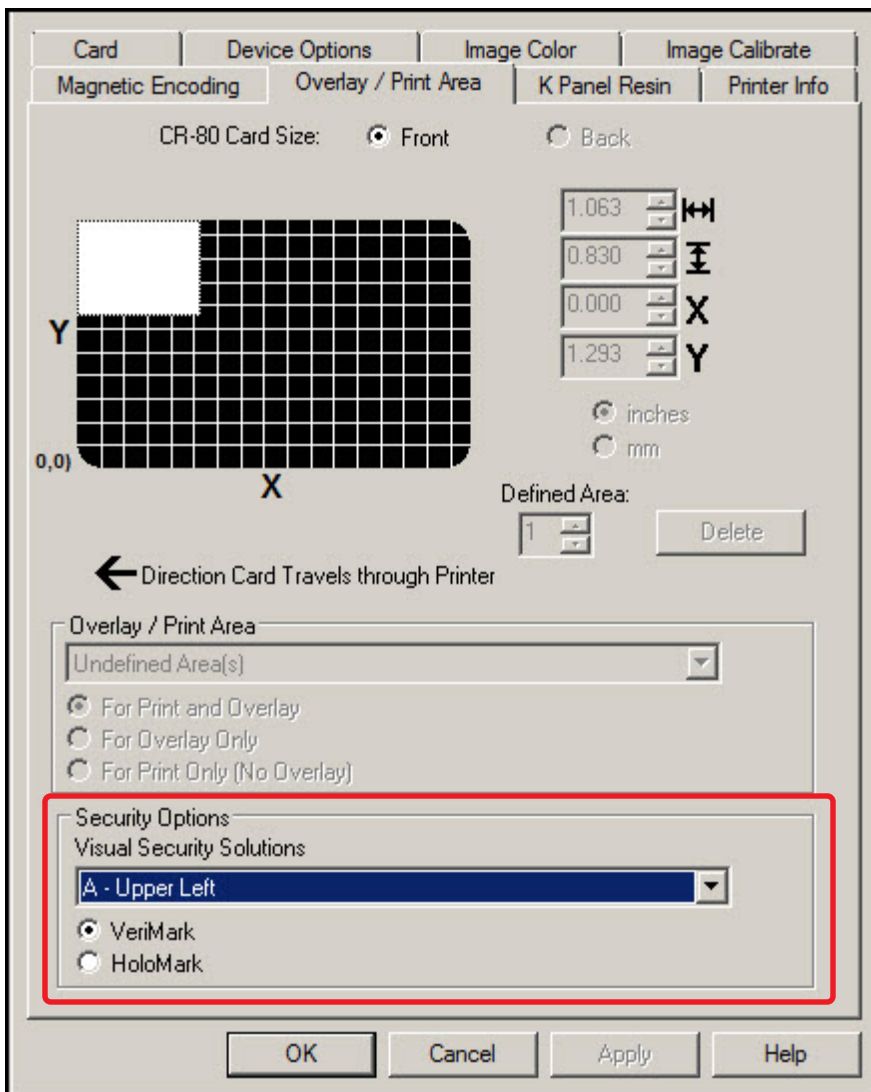 Card Device Options Image Color Image Calibrate
Magnetic Encoding Overlay / Print Area K Panel Resin Printer Info
CR-80 Card Size: Front Back
1.063
0.830
0.000 X
1.293 Y
Y
inches
mm
0,0)
X
Defined Area:
1 Delete
Direction Card Travels through Printer
Overlay / Print Area
Undefined Area(s)
For Print and Overlay
For Overlay Only
For Print Only (No Overlay)
Security Options
Visual Security Solutions
A - Upper Left
VeriMark
HoloMark
OK Cancel Apply Help